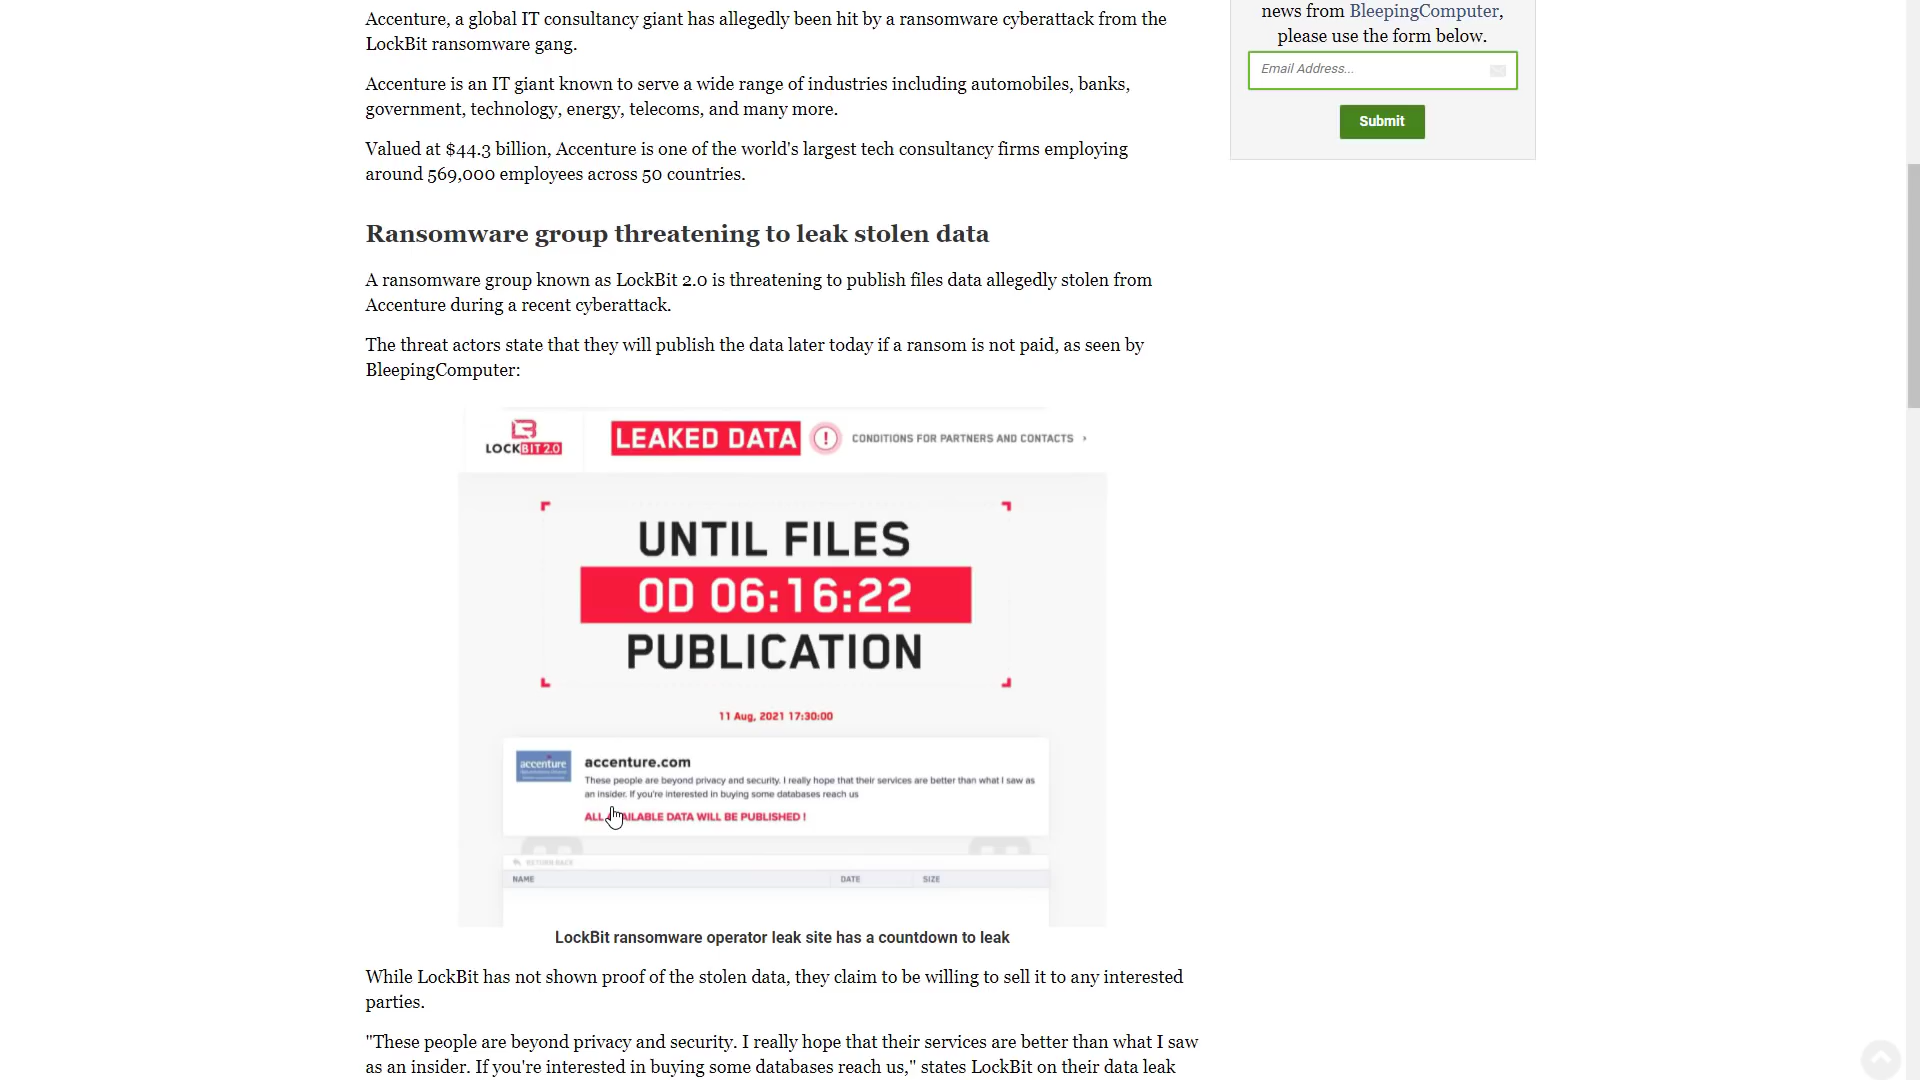 Accenture, a global IT consultancy giant has allegedly been hit by a ransomware cyberattack from the
LockBit ransomware gang.
Accenture is an IT giant known to serve a wide range of industries including automobiles, banks,
government, technology, energy, telecoms, and many more.
Valued at $44.3 billion, Accenture is one of the world's largest tech consultancy firms employing
around 569,000 employees across 50 countries.
Ransomware group threatening to leak stolen data
A ransomware group known as LockBit 2.0 is threatening to publish files data allegedly stolen from
Accenture during a recent cyberattack.
The threat actors state that they will publish the data later today if a ransom is not paid, as seen by
BleepingComputer:
LOCKBIT 2.0
LEAKED DATA
!
CONDITIONS FOR PARTNERS AND CONTACTS
UNTIL FILES
0D 06:16:22
PUBLICATION
11 Aug, 2021 17:30:00
accenture
accenture.com
These people are beyond privacy and security. I really hope that their services are better than what I saw as
an insider. If you're interested in buying some databases reach us
ALL AVAILABLE DATA WILL BE PUBLISHED !
RETURN BACK
NAME DATE SIZE
LockBit ransomware operator leak site has a countdown to leak
While LockBit has not shown proof of the stolen data, they claim to be willing to sell it to any interested
parties.
"These people are beyond privacy and security. I really hope that their services are better than what I saw
as an insider. If you're interested in buying some databases reach us," states LockBit on their data leak
news from BleepingComputer,
please use the form below.
Email Address...
Submit